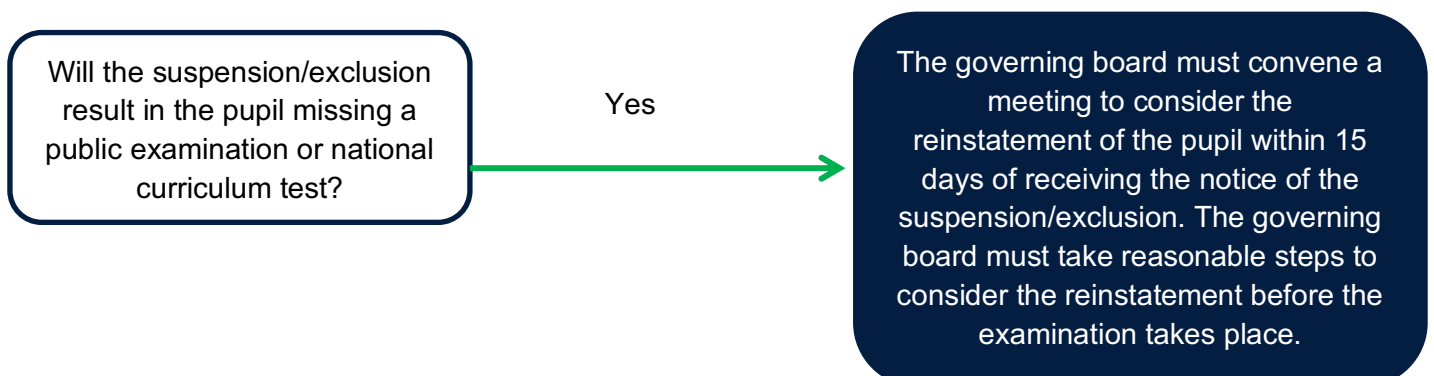 Will the suspension/exclusion
result in the pupil missing a
public examination or national
curriculum test?
Yes
The governing board must convene a
meeting to consider the
reinstatement of the pupil within 15
days of receiving the notice of the
suspension/exclusion. The governing
board must take reasonable steps to
consider the reinstatement before the
examination takes place.